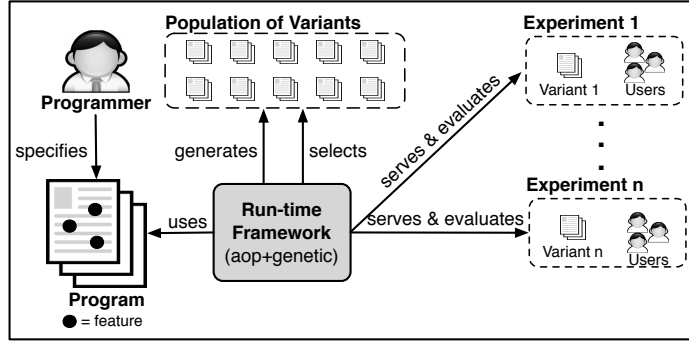 Population of Variants
Experiment 1
Programmer
Variant 1
Users
specifies
generates
selects
serves & evaluates
Experiment n
Run-time
Framework
(aop+genetic)
uses
serves & evaluates
Variant n
Users
Program
= feature